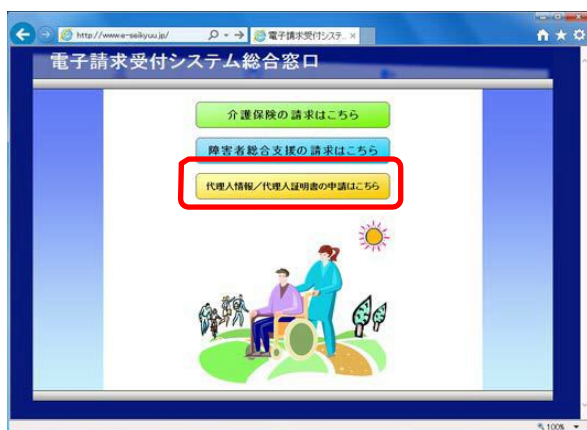 http://www.e-seikyuu.jp/
電子請求受付システ... ×
電子請求受付システム総合窓口
介護保険の請求はこちら
障害者総合支援の請求はこちら
代理人情報／代理人証明書の申請はこちら
100%